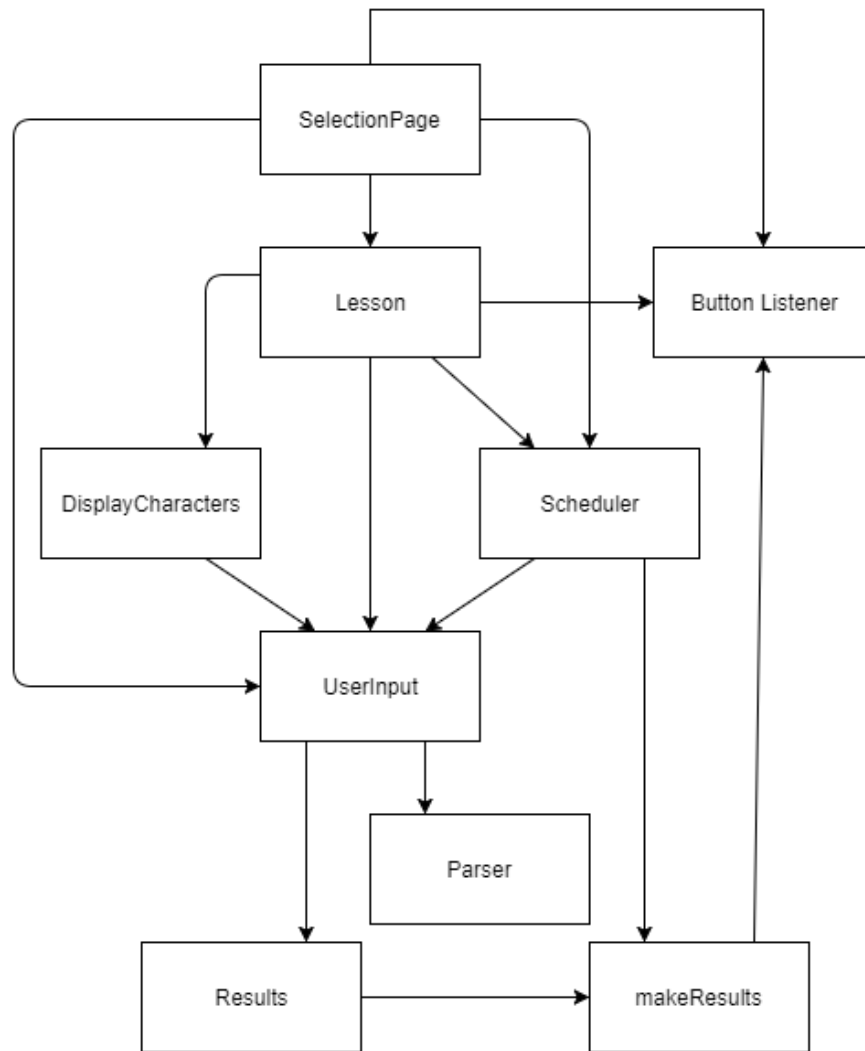 SelectionPage
Lesson
Button Listener
DisplayCharacters
Scheduler
UserInput
Parser
Results
makeResults